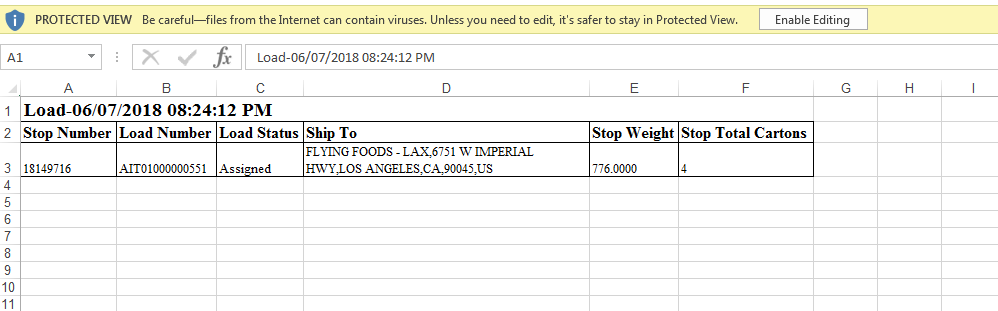 PROTECTED VIEW Be careful—files from the Internet can contain viruses. Unless you need to edit, it's safer to stay in Protected View. Enable Editing
A1 fx Load-06/07/2018 08:24:12 PM
A B C D E F G H I
1 Load-06/07/2018 08:24:12 PM
2 Stop Number Load Number Load Status Ship To Stop Weight Stop Total Cartons
FLYING FOODS - LAX,6751 W IMPERIAL
3 18149716 AIT01000000551 Assigned HWY,LOS ANGELES,CA,90045,US 776.0000 4
4
5
6
7
8
9
10
11